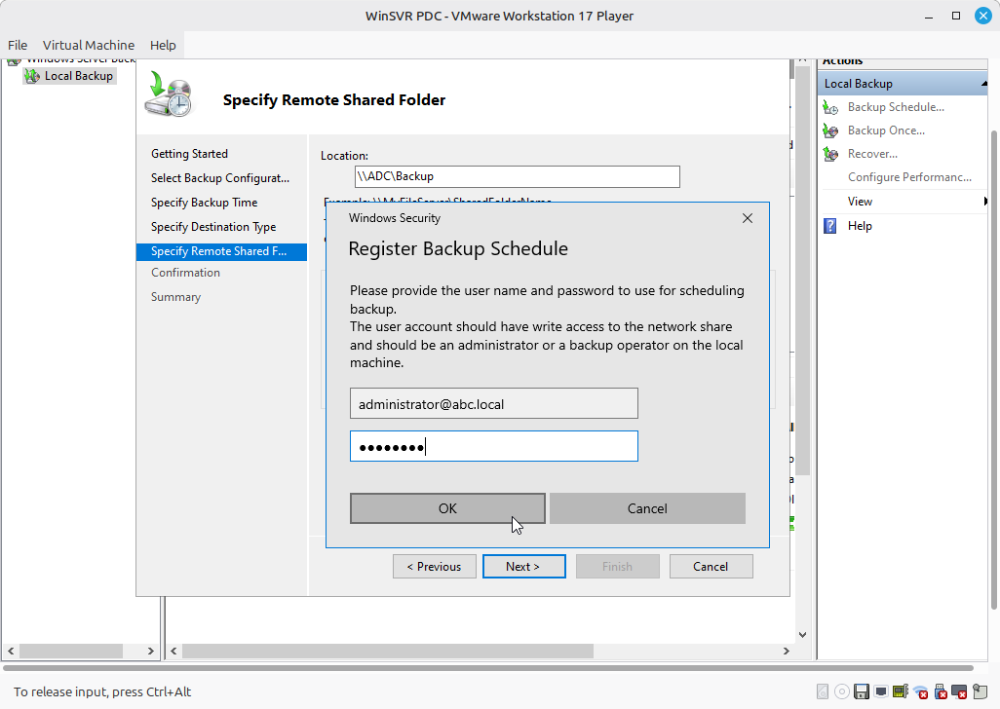 WinSVR PDC - VMware Workstation 17 Player
File Virtual Machine Help
Windows Server Back
Local Backup
Specify Remote Shared Folder
Getting Started
Select Backup Configurat...
Specify Backup Time
Specify Destination Type
Specify Remote Shared F...
Confirmation
Summary
Location:
\\ADC\Backup
Example: \\MyFileServer\SharedFolderName
Windows Security
Register Backup Schedule
Please provide the user name and password to use for scheduling
backup.
The user account should have write access to the network share
and should be an administrator or a backup operator on the local
machine.
administrator@abc.local
OK Cancel
< Previous Next > Finish Cancel
Actions
Local Backup
Backup Schedule...
Backup Once...
Recover...
Configure Performanc...
View
Help
To release input, press Ctrl+Alt